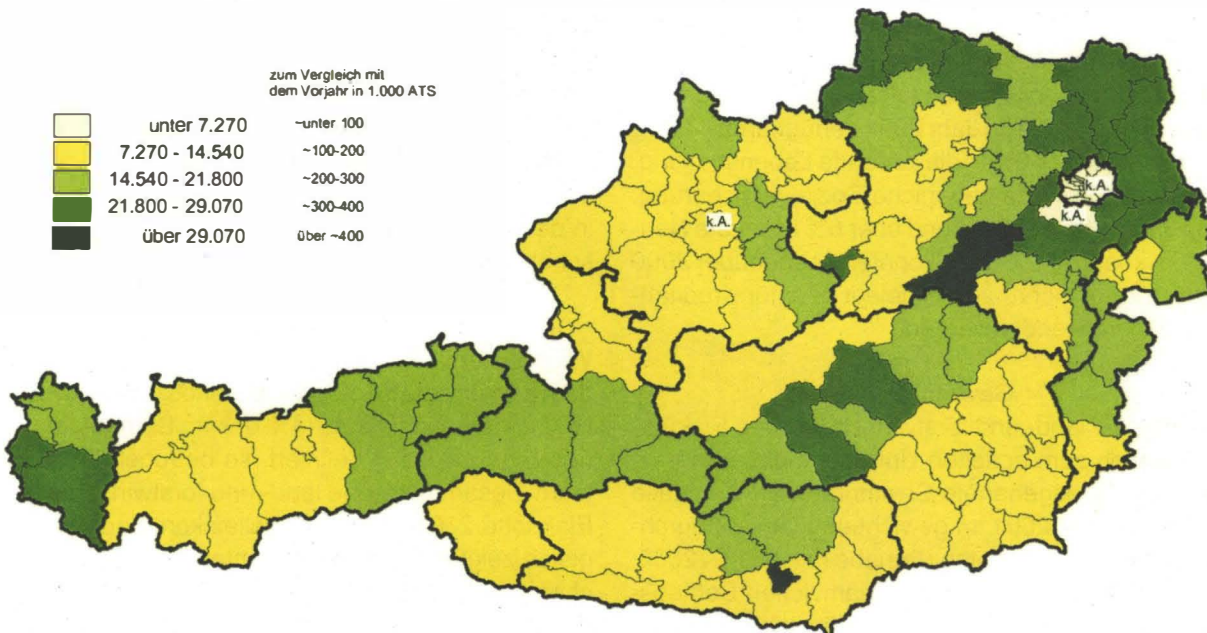 zum Vergleich mit
dem Vorjahr in 1.000 ATS
unter 7.270 ~unter 100
7.270 - 14.540 ~100-200
14.540 - 21.800 ~200-300
21.800 - 29.070 ~300-400
über 29.070 über ~400
k.A.
k.A.
k.A.